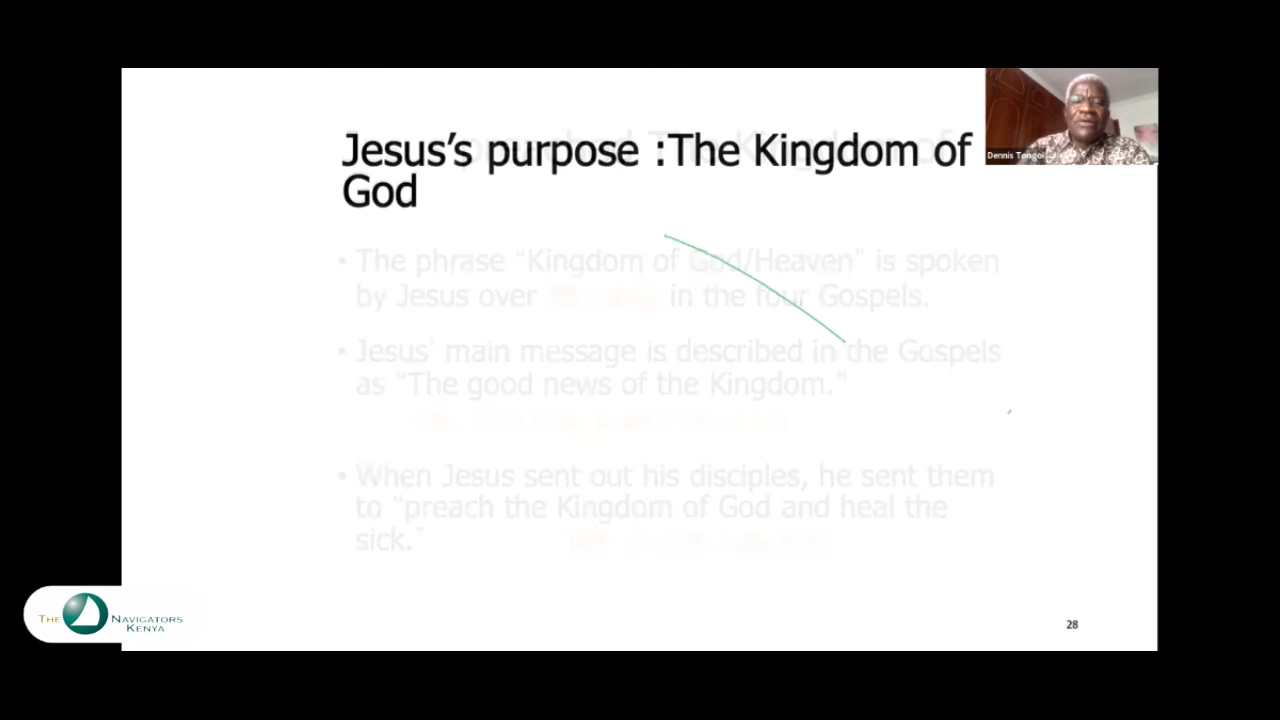 Jesus's purpose :The Kingdom of
God
Dennis Tongoi
• The phrase "Kingdom of God/Heaven" is spoken
by Jesus over in the four Gospels.
• Jesus' main message is described in the Gospels
as "The good news of the Kingdom."
• When Jesus sent out his disciples, he sent them
to "preach the Kingdom of God and heal the
sick."
THE NAVIGATORS
KENYA
28